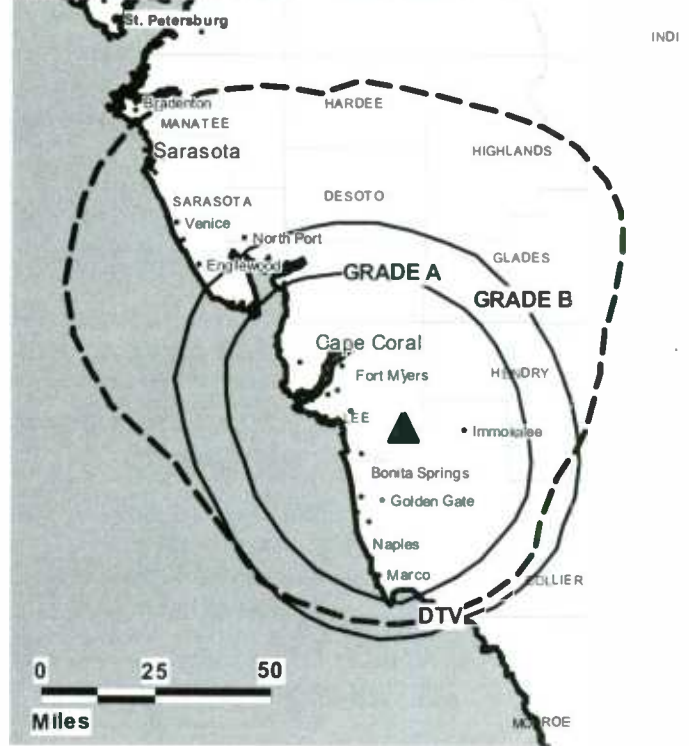 St. Petersburg
INDI
Bradenton
HARDEE
MANATEE
Sarasota
HIGHLANDS
SARASOTA
DESOTO
Venice
North Port
Englewood
GLADES
GRADE A
GRADE B
Cape Coral
Fort Myers
HENDRY
LEE
Immokalee
Bonita Springs
Golden Gate
Naples
Marco
COLLIER
DTV
0 25 50
Miles
MONROE